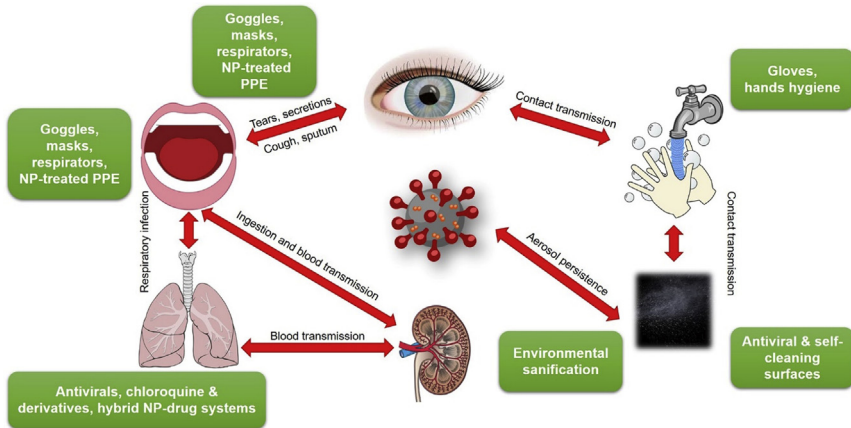 Goggles,
masks,
respirators,
NP-treated
PPE
Gloves,
hands hygiene
Goggles,
masks,
respirators,
NP-treated PPE
Tears, secretions
Cough, sputum
Contact transmission
Respiratory infection
Ingestion and blood transmission
Aerosol persistence
Contact transmission
Blood transmission
Environmental
sanification
Antiviral & self-
cleaning
surfaces
Antivirals, chloroquine &
derivatives, hybrid NP-drug systems